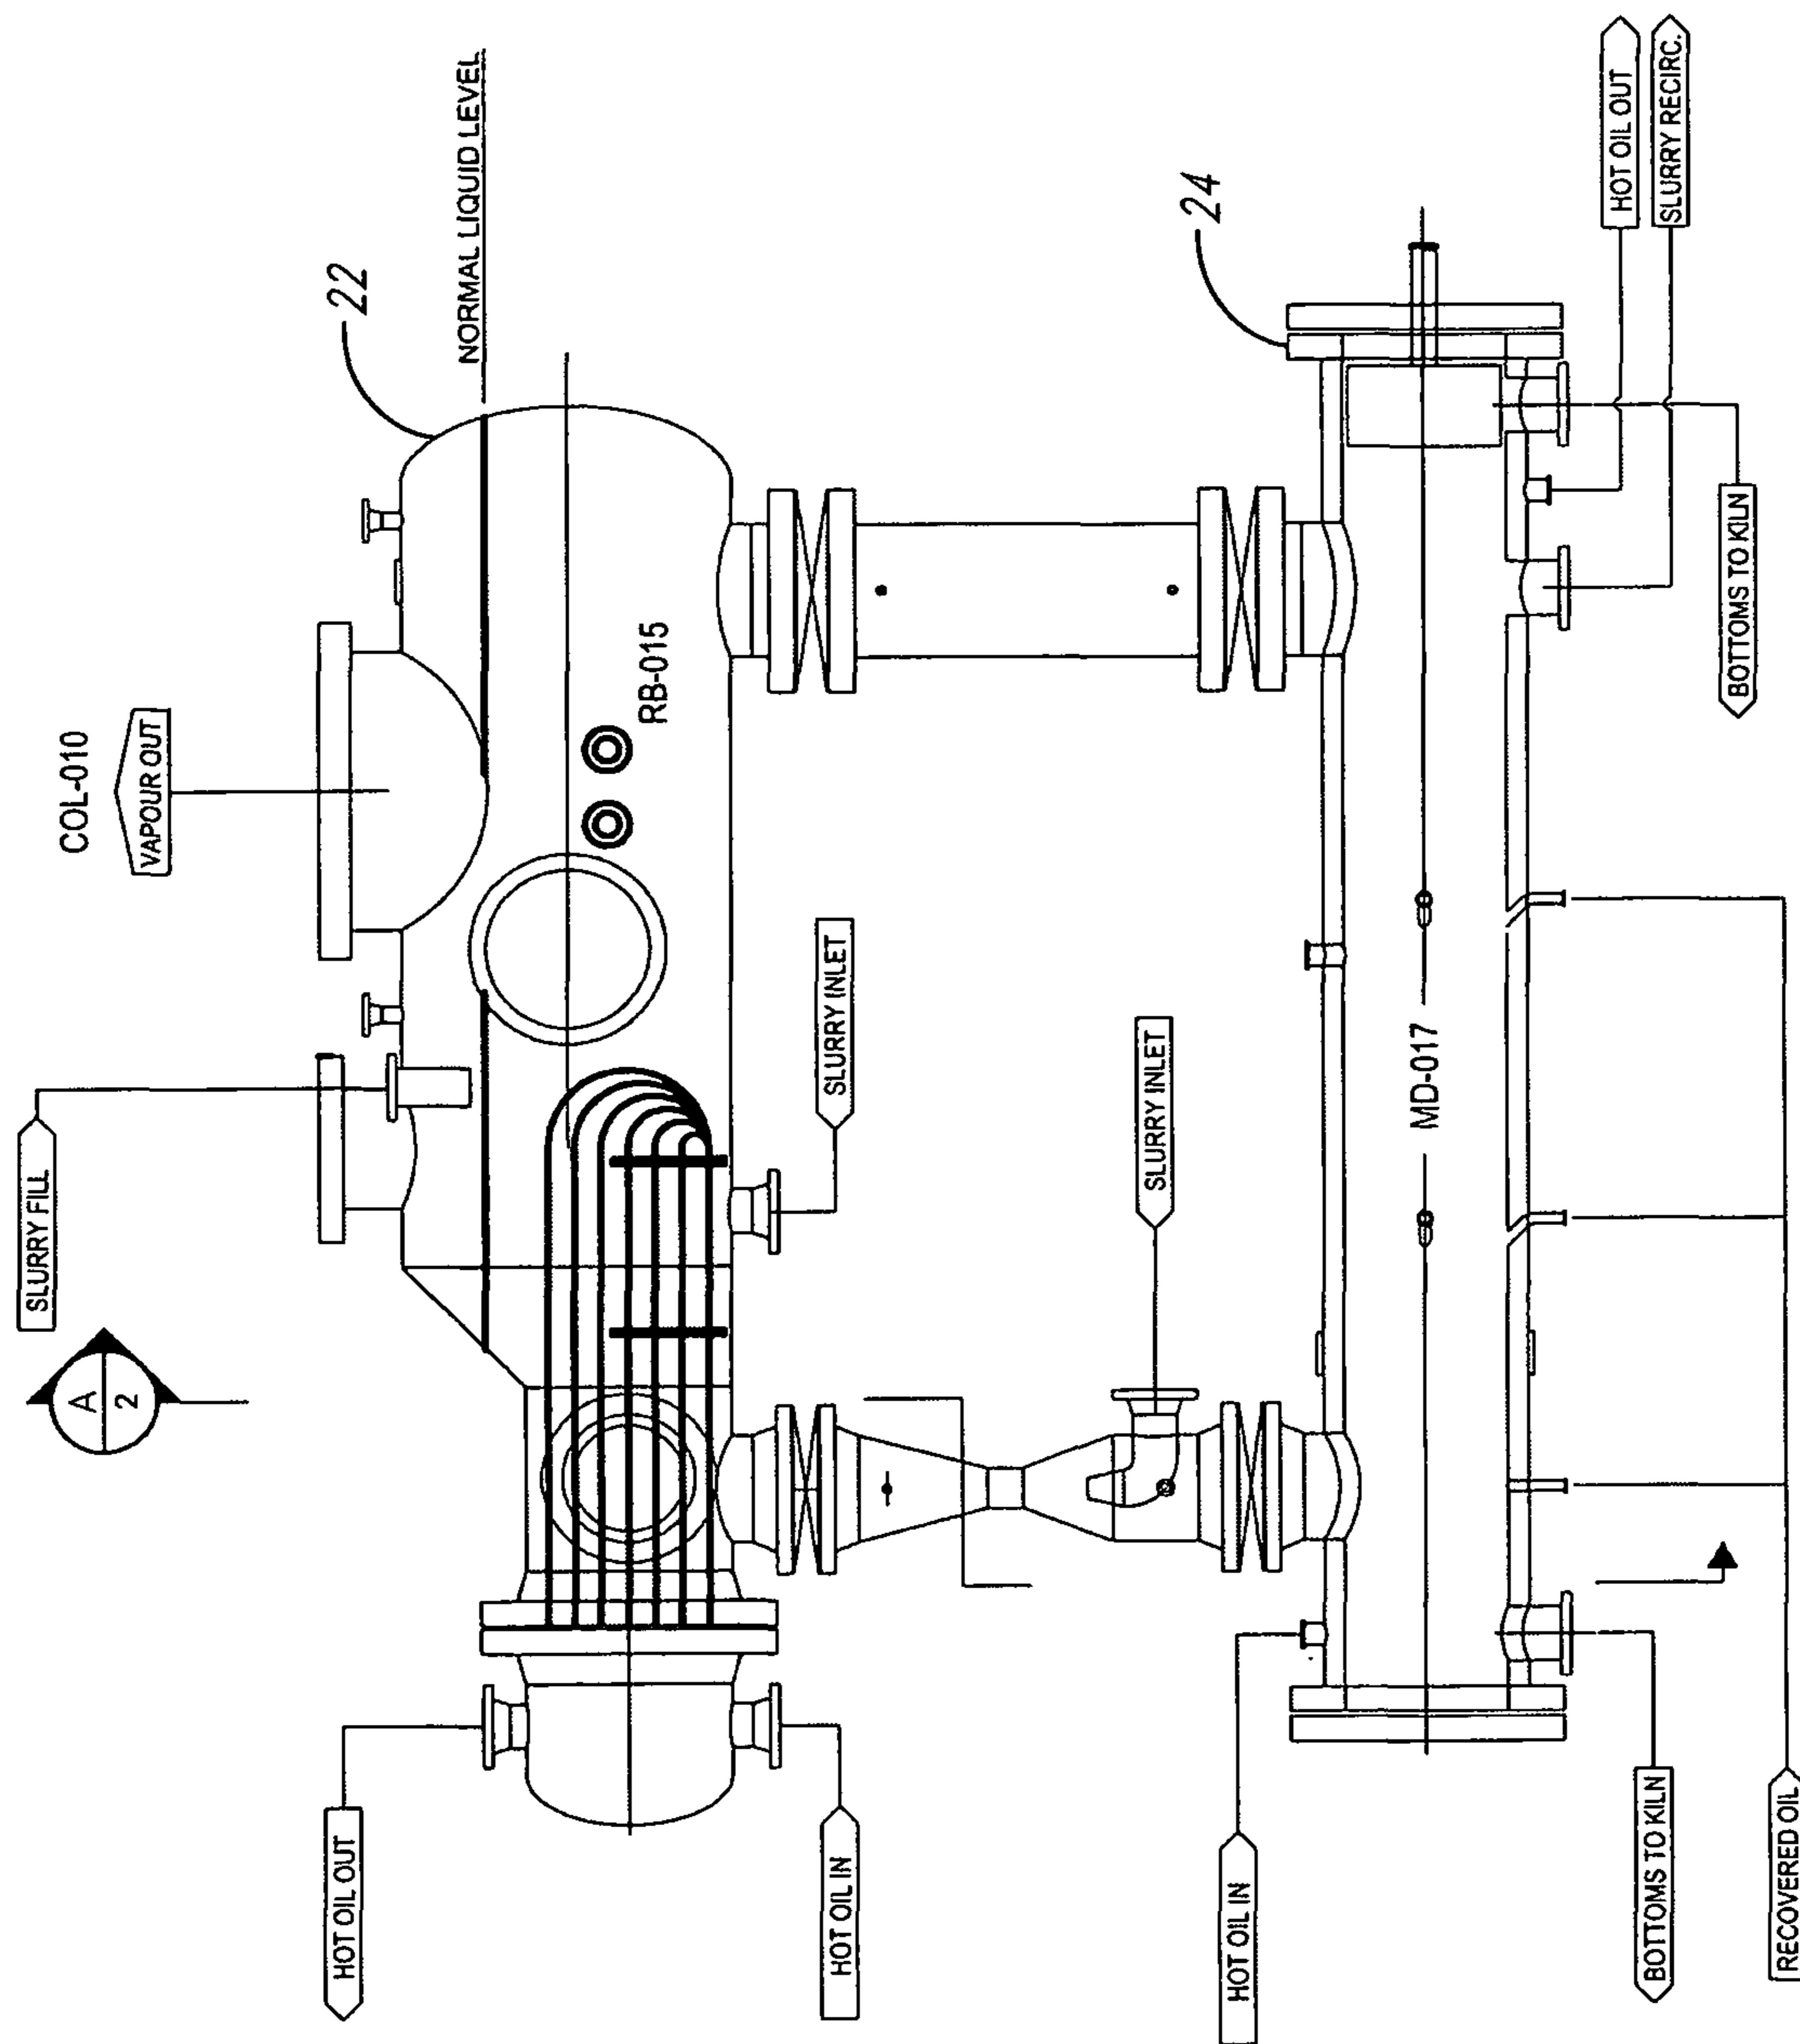 SLURRY FILL
A
2
COL-010
VAPOUR OUT
NORMAL LIQUID LEVEL
22
HOT OIL OUT
HOT OIL IN
RB-015
SLURRY INLET
SLURRY INLET
24
HOT OIL IN
MD-017
HOT OIL OUT
SLURRY RECIRC.
BOTTOMS TO KILN
BOTTOMS TO KILN
RECOVERED OIL